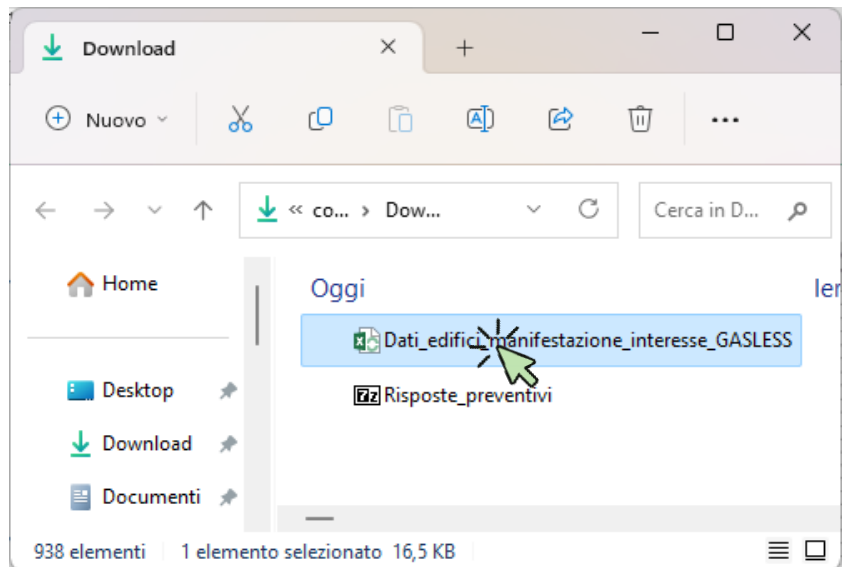 Download
Nuovo
« co... > Dow...
Cerca in D...
Home
Oggi
Ier
Dati_edifici_manifestazione_interesse_GASLESS
Desktop
7z Risposte_preventivi
Download
Documenti
938 elementi 1 elemento selezionato 16,5 KB